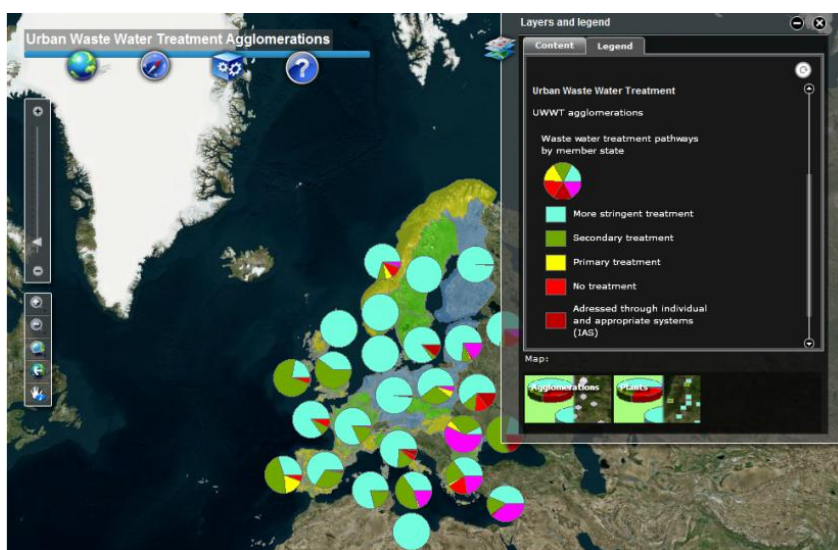 Urban Waste Water Treatment Agglomerations
Layers and legend
Content
Legend
Urban Waste Water Treatment
UWWT agglomerations
Waste water treatment pathways
by member state
More stringent treatment
Secondary treatment
Primary treatment
No treatment
Adressed through individual
and appropriate systems
(IAS)
Map:
Agglomerations
Plants